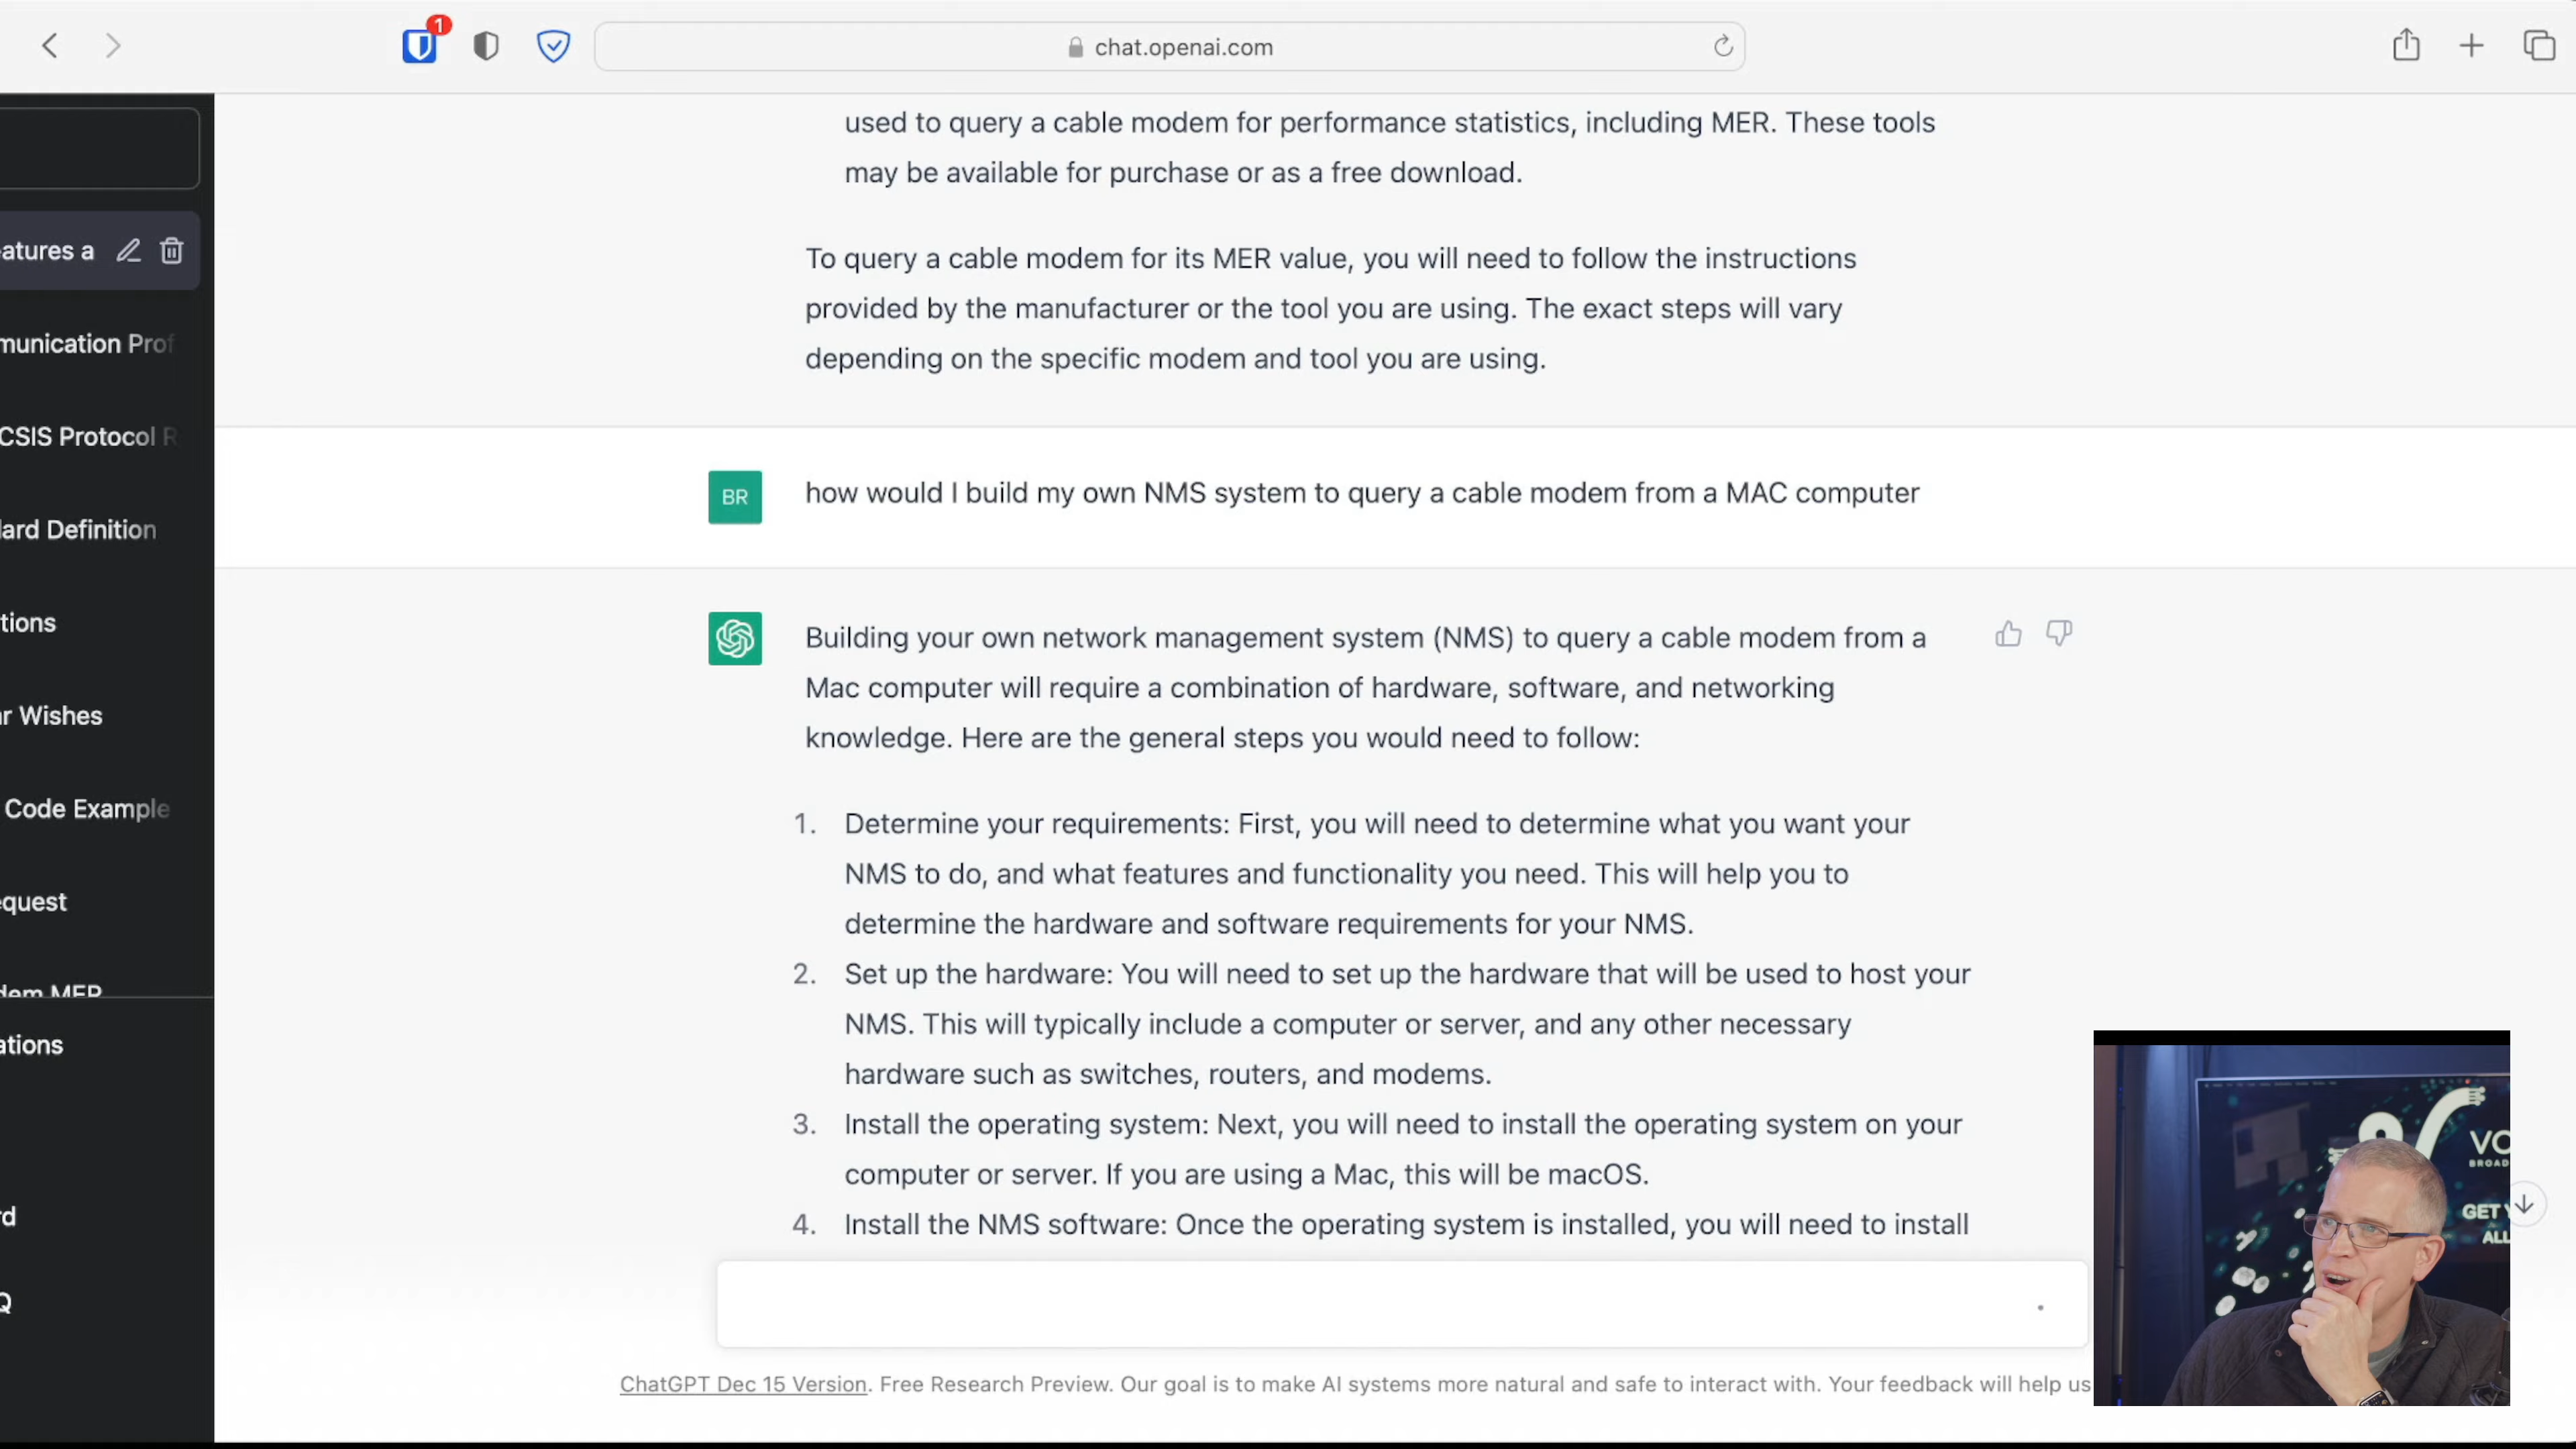 1
chat.openai.com
used to query a cable modem for performance statistics, including MER. These tools
may be available for purchase or as a free download.
atures a
To query a cable modem for its MER value, you will need to follow the instructions
provided by the manufacturer or the tool you are using. The exact steps will vary
depending on the specific modem and tool you are using.
munication Prof
CSIS Protocol R
BR
how would I build my own NMS system to query a cable modem from a MAC computer
lard Definition
tions
Building your own network management system (NMS) to query a cable modem from a
Mac computer will require a combination of hardware, software, and networking
knowledge. Here are the general steps you would need to follow:
r Wishes
Code Example
1. Determine your requirements: First, you will need to determine what you want your
NMS to do, and what features and functionality you need. This will help you to
determine the hardware and software requirements for your NMS.
equest
2. Set up the hardware: You will need to set up the hardware that will be used to host your
NMS. This will typically include a computer or server, and any other necessary
hardware such as switches, routers, and modems.
dem MER
ations
3. Install the operating system: Next, you will need to install the operating system on your
computer or server. If you are using a Mac, this will be macOS.
4. Install the NMS software: Once the operating system is installed, you will need to install
rd
Q
VO
BROAD
GET Y
ALL
ChatGPT Dec 15 Version. Free Research Preview. Our goal is to make AI systems more natural and safe to interact with. Your feedback will help us